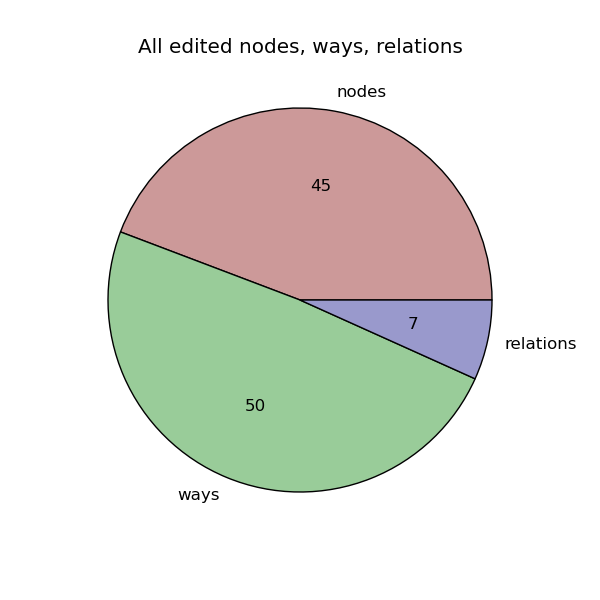 All edited nodes, ways, relations
nodes
45
7
relations
50
ways